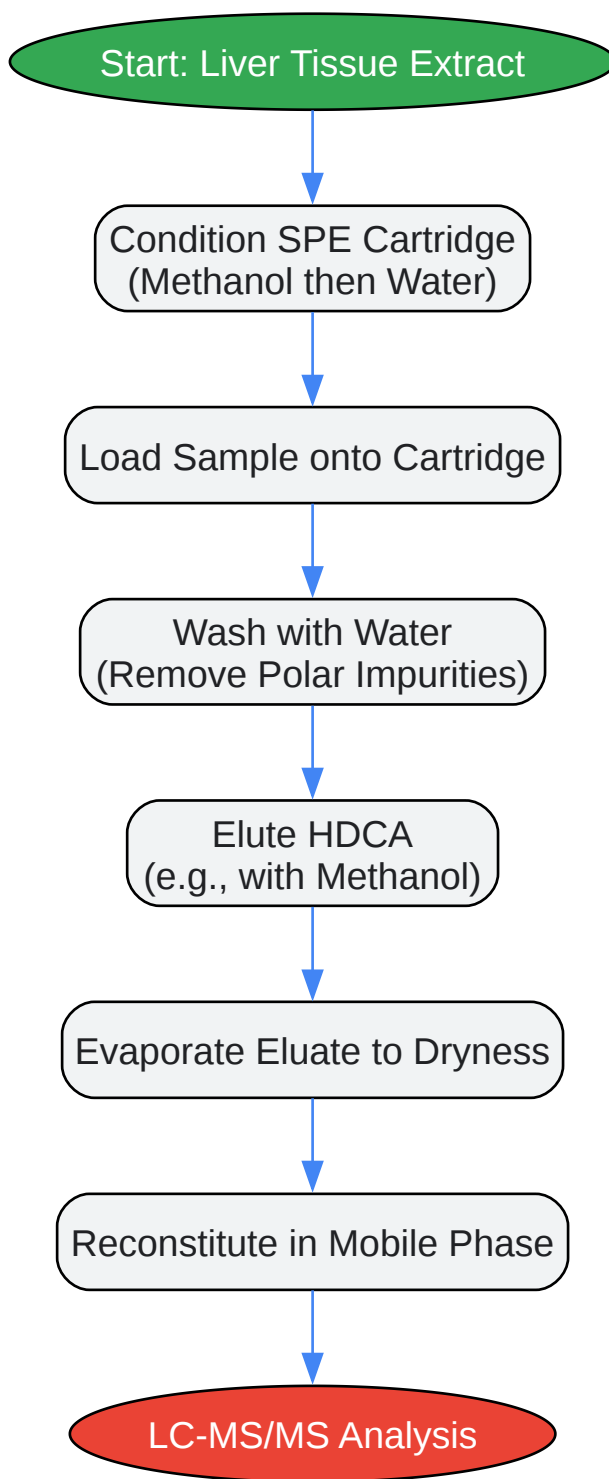 Start: Liver Tissue Extract
Condition SPE Cartridge
(Methanol then Water)
Load Sample onto Cartridge
Wash with Water
(Remove Polar Impurities)
Elute HDCA
(e.g., with Methanol)
Evaporate Eluate to Dryness
Reconstitute in Mobile Phase
LC-MS/MS Analysis